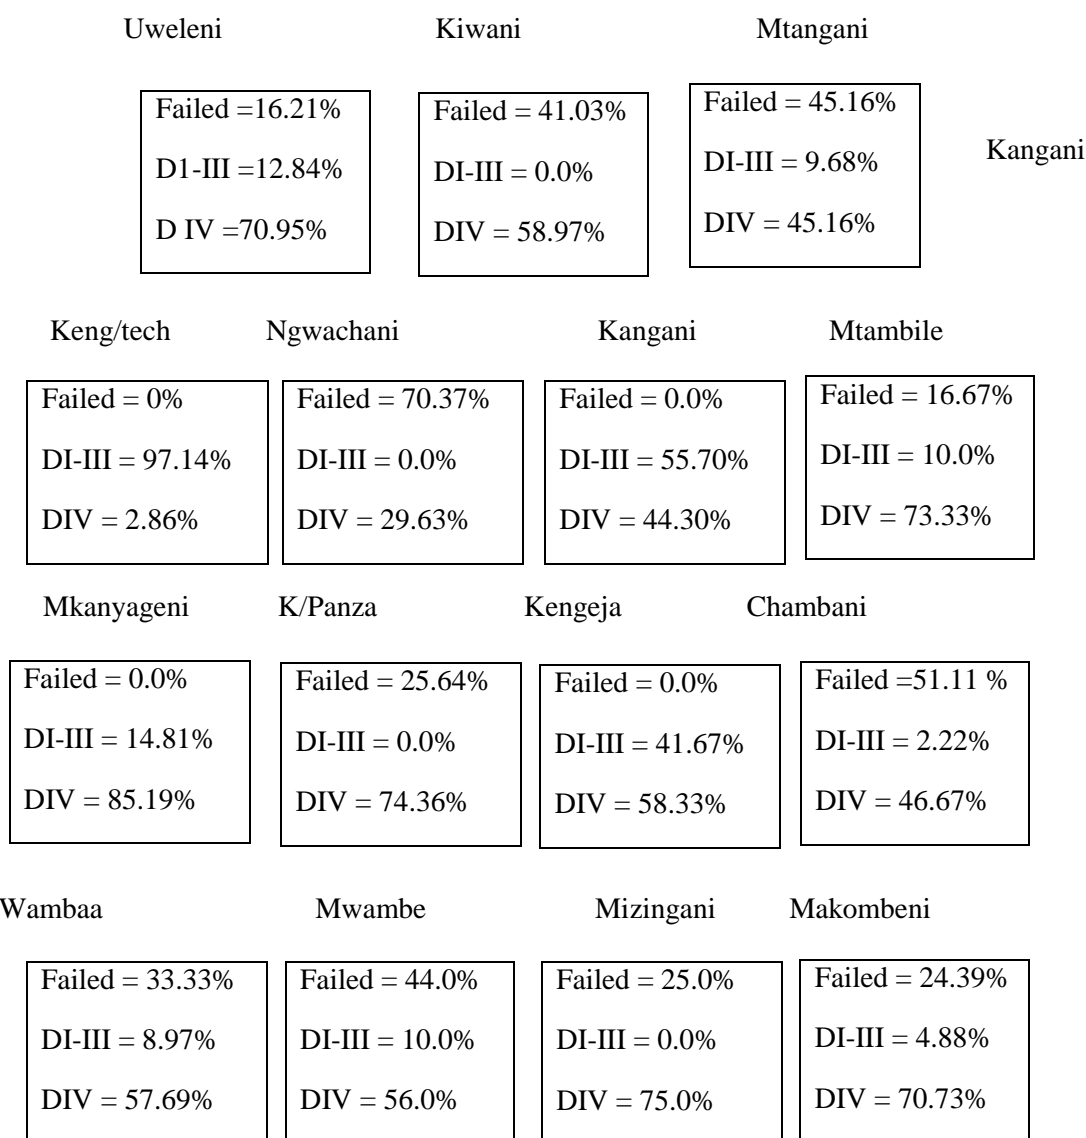 Uweleni Kiwani Mtangani
Failed =16.21%
D1-III =12.84%
D IV =70.95%
Failed = 41.03%
DI-III = 0.0%
DIV = 58.97%
Failed = 45.16%
DI-III = 9.68%
DIV = 45.16%
Kangani
Keng/tech Ngwachani Kangani Mtambile
Failed = 0%
DI-III = 97.14%
DIV = 2.86%
Failed = 70.37%
DI-III = 0.0%
DIV = 29.63%
Failed = 0.0%
DI-III = 55.70%
DIV = 44.30%
Failed = 16.67%
DI-III = 10.0%
DIV = 73.33%
Mkanyageni K/Panza Kengeja Chambani
Failed = 0.0%
DI-III = 14.81%
DIV = 85.19%
Failed = 25.64%
DI-III = 0.0%
DIV = 74.36%
Failed = 0.0%
DI-III = 41.67%
DIV = 58.33%
Failed =51.11 %
DI-III = 2.22%
DIV = 46.67%
Wambaa Mwambe Mizingani Makombeni
Failed = 33.33%
DI-III = 8.97%
DIV = 57.69%
Failed = 44.0%
DI-III = 10.0%
DIV = 56.0%
Failed = 25.0%
DI-III = 0.0%
DIV = 75.0%
Failed = 24.39%
DI-III = 4.88%
DIV = 70.73%